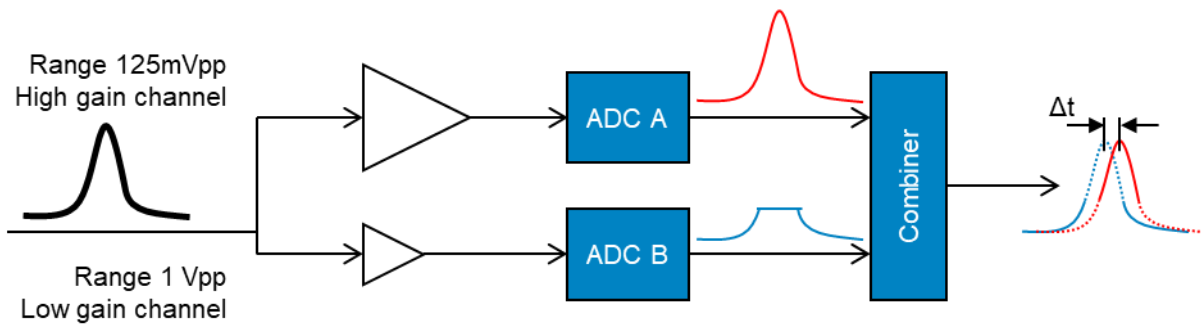 Range 125mVpp
High gain channel
ADC A
Δt
ADC B
Combiner
Range 1 Vpp
Low gain channel